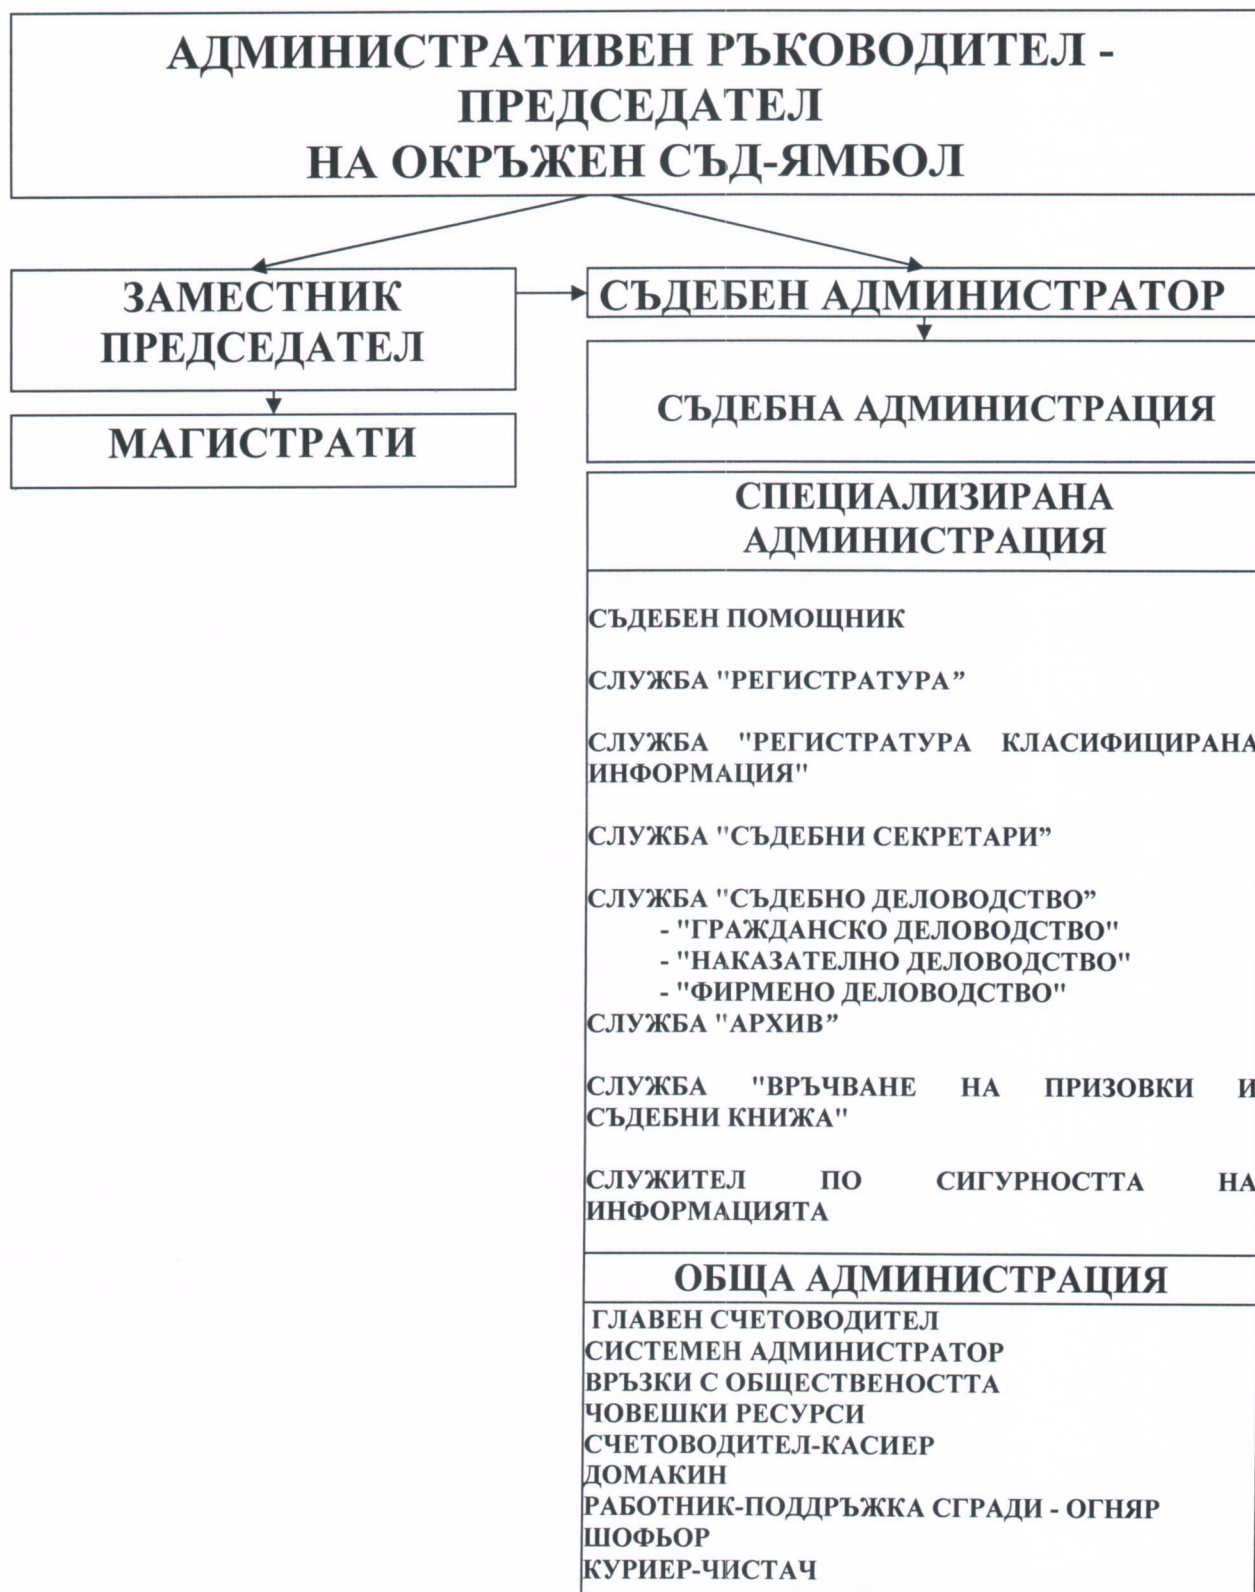 АДМИНИСТРАТИВЕН РЪКОВОДИТЕЛ -
ПРЕДСЕДАТЕЛ
НА ОКРЪЖЕН СЪД-ЯМБОЛ
ЗАМЕСТНИК
ПРЕДСЕДАТЕЛ
МАГИСТРАТИ
СЪДЕБЕН АДМИНИСТРАТОР
СЪДЕБНА АДМИНИСТРАЦИЯ
СПЕЦИАЛИЗИРАНА
АДМИНИСТРАЦИЯ
СЪДЕБЕН ПОМОЩНИК
СЛУЖБА "РЕГИСТРАТУРА”
СЛУЖБА "РЕГИСТРАТУРА КЛАСИФИЦИРАНА
ИНФОРМАЦИЯ"
СЛУЖБА "СЪДЕБНИ СЕКРЕТАРИ”
СЛУЖБА "СЪДЕБНО ДЕЛОВОДСТВО”
- "ГРАЖДАНСКО ДЕЛОВОДСТВО"
- "НАКАЗАТЕЛНО ДЕЛОВОДСТВО"
- "ФИРМЕНО ДЕЛОВОДСТВО"
СЛУЖБА "АРХИВ”
СЛУЖБА "ВРЪЧВАНЕ НА ПРИЗОВКИ И
СЪДЕБНИ КНИЖА"
СЛУЖИТЕЛ ПО СИГУРНОСТТА НА
ИНФОРМАЦИЯТА
ОБЩА АДМИНИСТРАЦИЯ
ГЛАВЕН СЧЕТОВОДИТЕЛ
СИСТЕМЕН АДМИНИСТРАТОР
ВРЪЗКИ С ОБЩЕСТВЕНОСТТА
ЧОВЕШКИ РЕСУРСИ
СЧЕТОВОДИТЕЛ-КАСИЕР
ДОМАКИН
РАБОТНИК-ПОДДРЪЖКА СГРАДИ - ОГНЯР
ШОФЬОР
КУРИЕР-ЧИСТАЧ